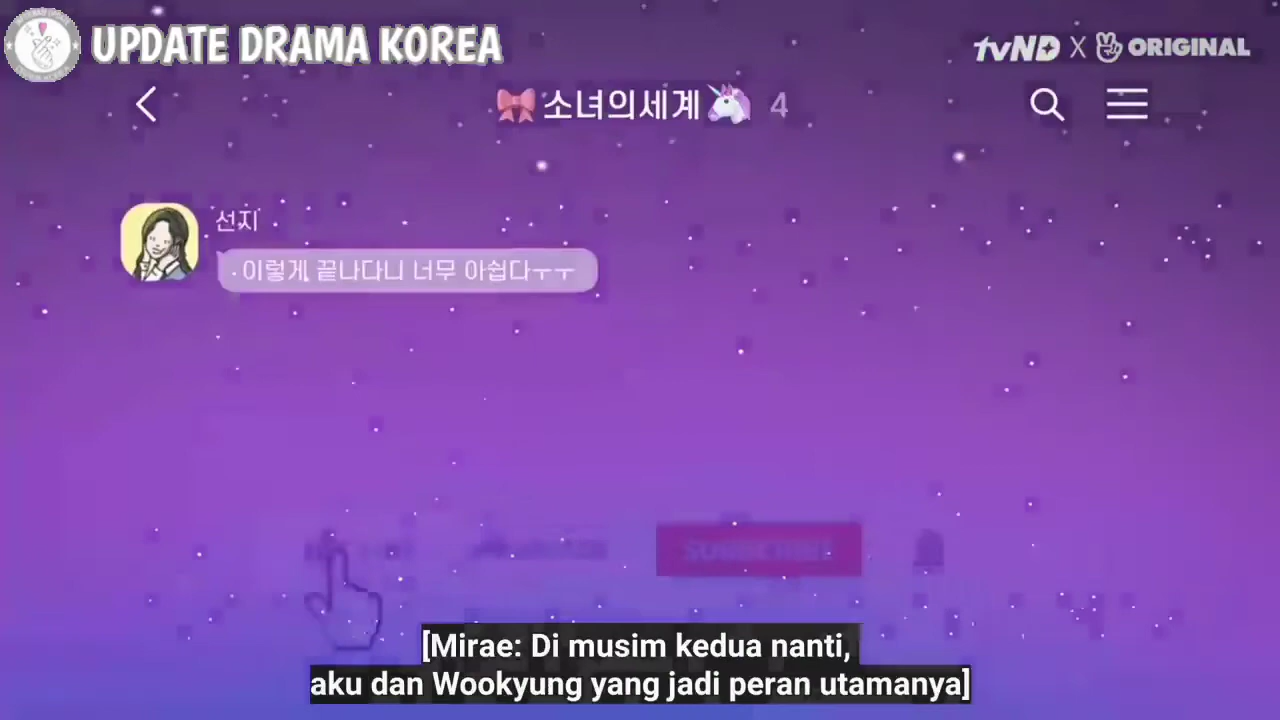 UPDATE DRAMA KOREA
tvND X ORIGINAL
소녀의세계 4
선지
이렇게 끝나다니 너무 아쉽다ㅜㅜ
SUBSCRIBE
[Mirae: Di musim kedua nanti,
aku dan Wookyung yang jadi peran utamanya]